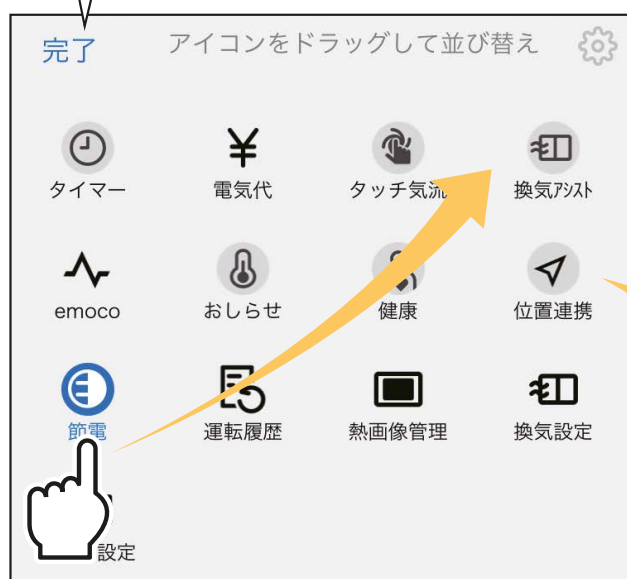 完了 アイコンをドラッグして並び替え
タイマー 電気代 タッチ気流 換気アシスト
emoco おしらせ 健康 位置連携
節電 運転履歴 熱画像管理 換気設定
設定